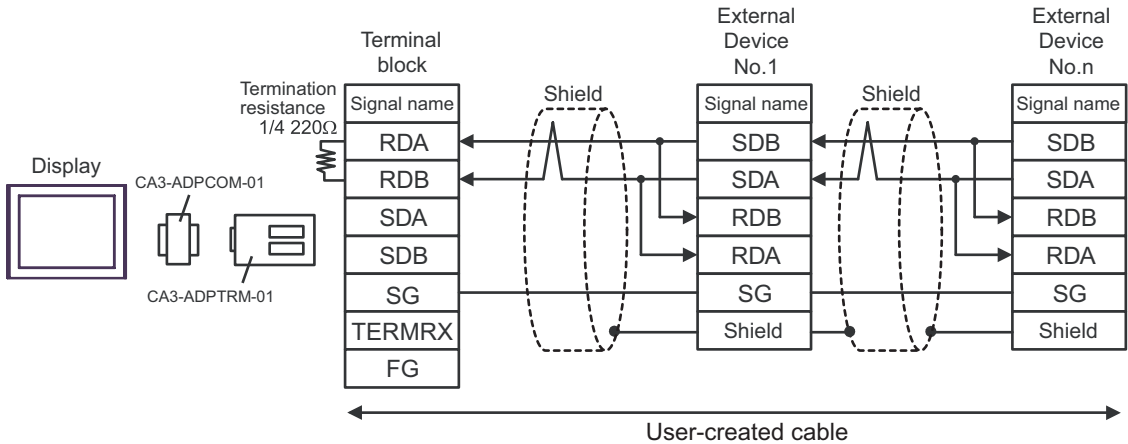 Display
CA3-ADPCOM-01
CA3-ADPTRM-01
Termination
resistance
1/4 220Ω
Terminal
block
Signal name
RDA
RDB
SDA
SDB
SG
TERMRX
FG
Shield
External
Device
No.1
Signal name
SDB
SDA
RDB
RDA
SG
Shield
Shield
External
Device
No.n
Signal name
SDB
SDA
RDB
RDA
SG
Shield
User-created cable